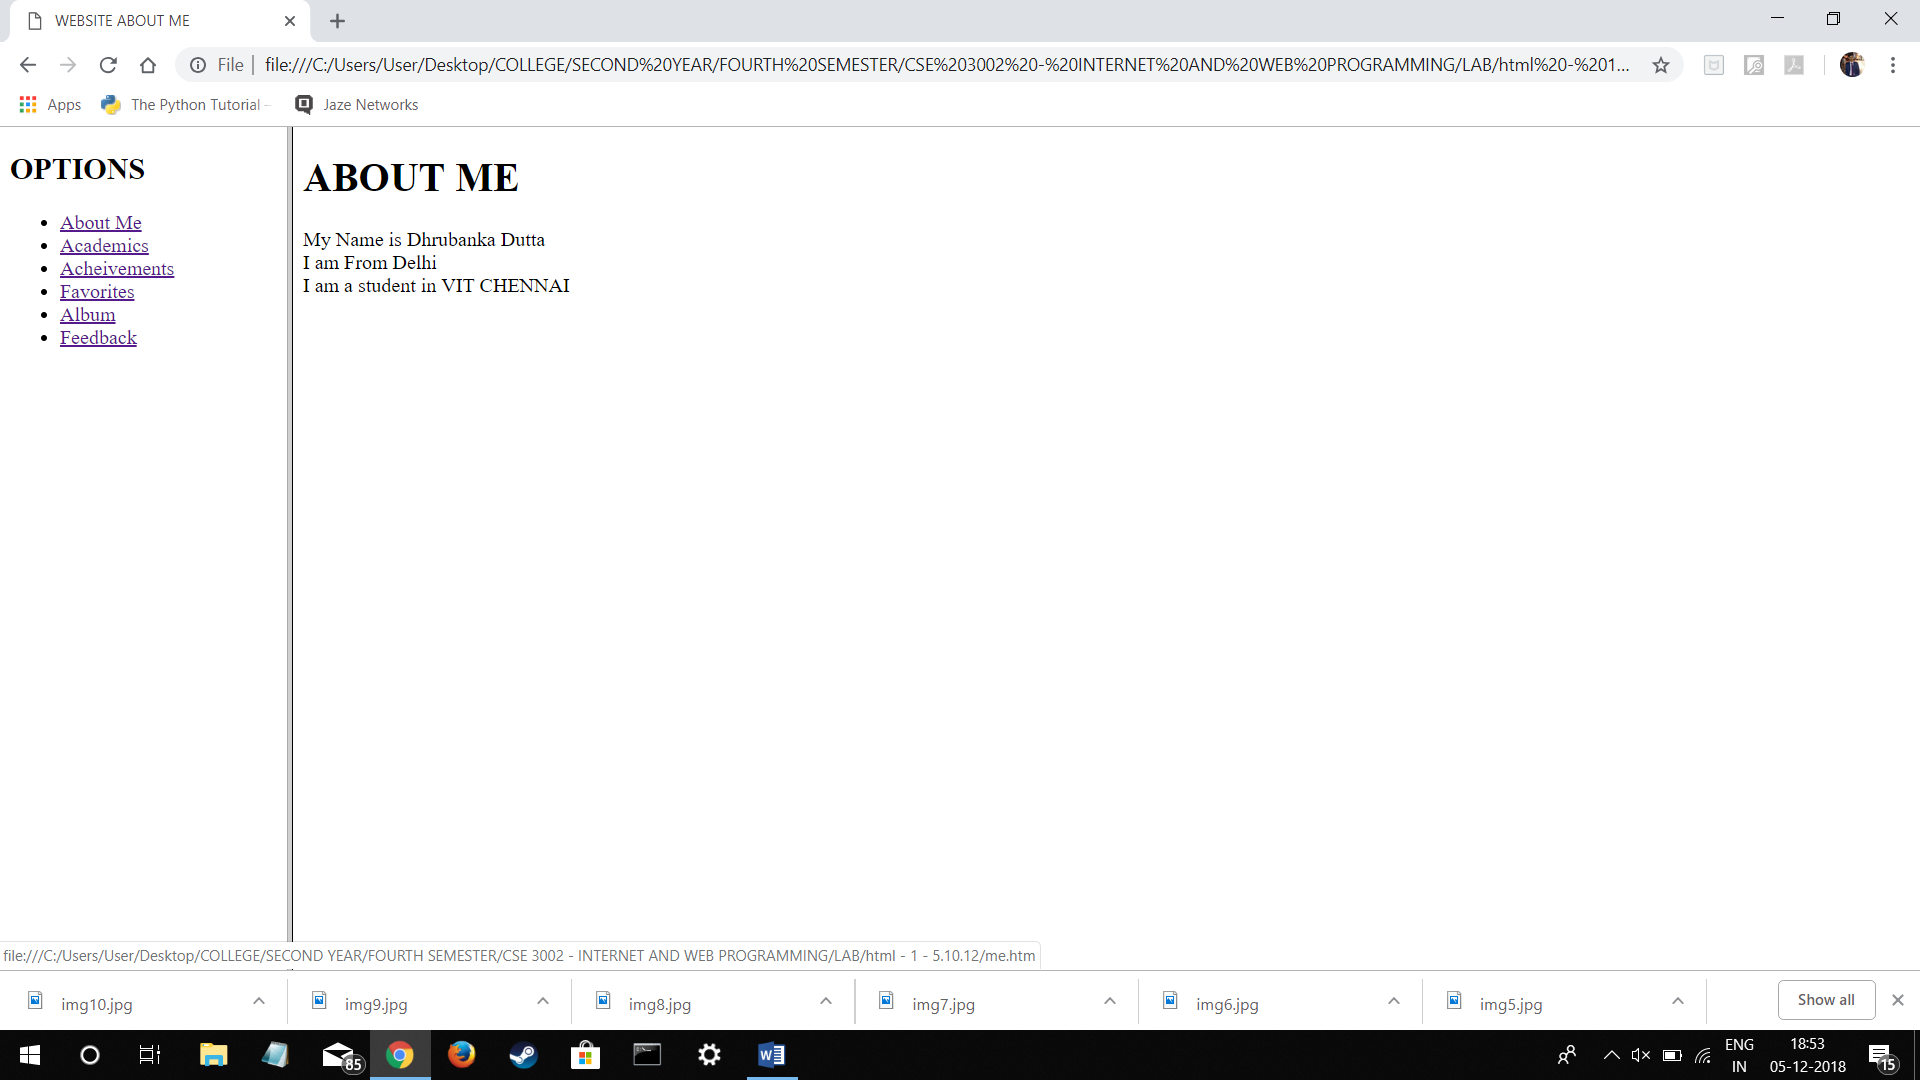 WEBSITE ABOUT ME
File | file:///C:/Users/User/Desktop/COLLEGE/SECOND%20YEAR/FOURTH%20SEMESTER/CSE%203002%20-%20INTERNET%20AND%20WEB%20PROGRAMMING/LAB/html%20-%201...
Apps The Python Tutorial – Jaze Networks
OPTIONS
About Me
Academics
Acheivements
Favorites
Album
Feedback
ABOUT ME
My Name is Dhrubanka Dutta
I am From Delhi
I am a student in VIT CHENNAI
file:///C:/Users/User/Desktop/COLLEGE/SECOND YEAR/FOURTH SEMESTER/CSE 3002 - INTERNET AND WEB PROGRAMMING/LAB/html - 1 - 5.10.12/me.htm
img10.jpg img9.jpg img8.jpg img7.jpg img6.jpg img5.jpg Show all
85 ENG 18:53
IN 05-12-2018 15